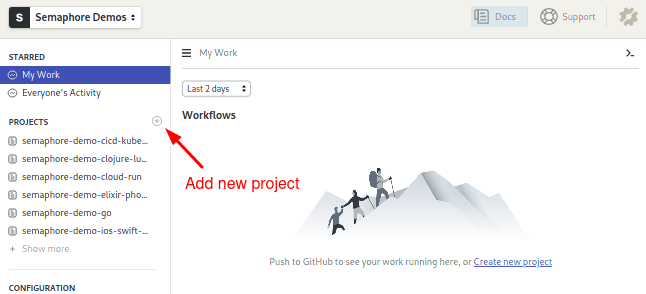 S Semaphore Demos
Docs
Support
STARRED
My Work
Everyone's Activity
PROJECTS
semaphore-demo-cicd-kube...
semaphore-demo-clojure-lu...
semaphore-demo-cloud-run
semaphore-demo-elixir-pho...
semaphore-demo-go
semaphore-demo-ios-swift-...
+ Show more
CONFIGURATION
My Work
Last 2 days
Workflows
Add new project
Push to GitHub to see your work running here, or Create new project